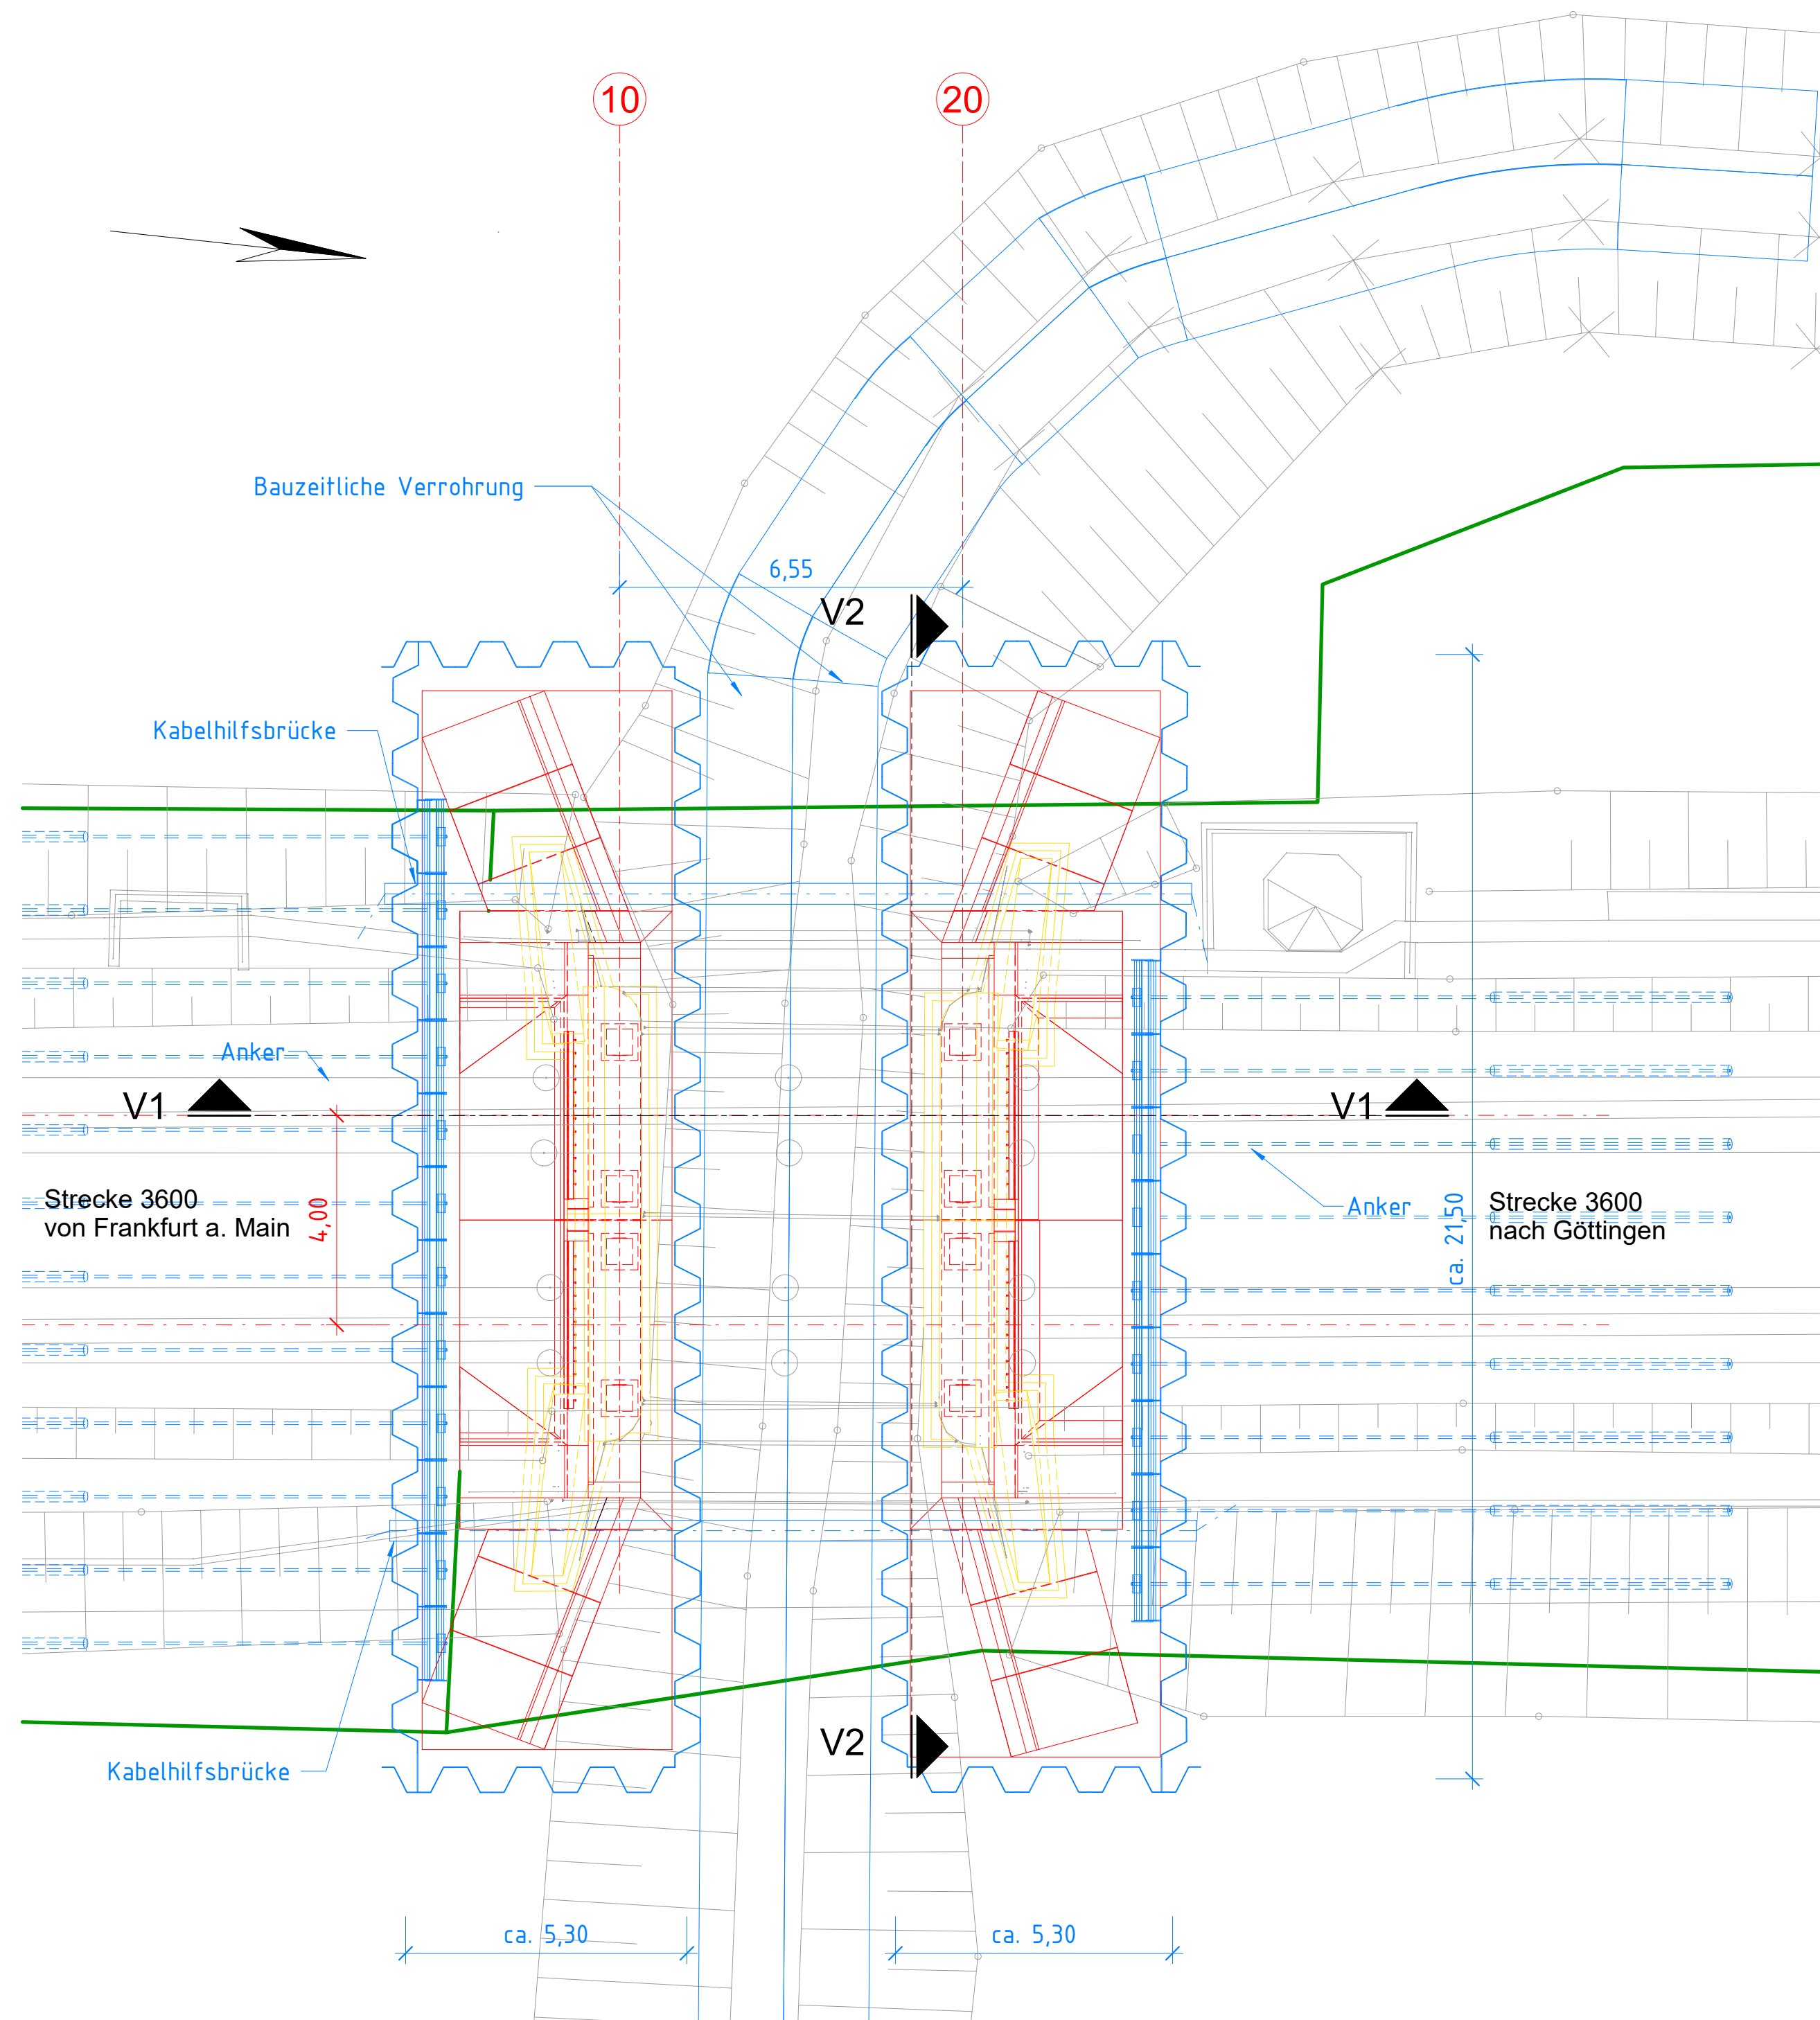 10
20
Bauzeitliche Verrohrung
6,55
V2
Kabelhilfsbrücke
Anker
V1
V1
Strecke 3600
von Frankfurt a. Main
4,00
Anker
ca. 21,50
Strecke 3600
nach Göttingen
V2
Kabelhilfsbrücke
ca. 5,30
ca. 5,30